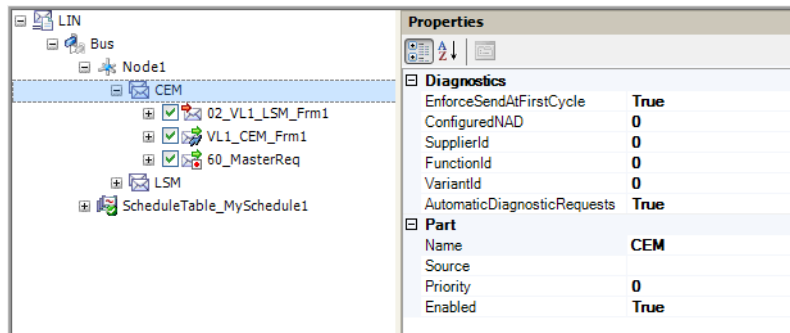 LIN
Bus
Node1
CEM
02_VL1_LSM_Frm1
VL1_CEM_Frm1
60_MasterReq
LSM
ScheduleTable_MySchedule1
Properties
Diagnostics
EnforceSendAtFirstCycle True
ConfiguredNAD 0
SupplierId 0
FunctionId 0
VariantId 0
AutomaticDiagnosticRequests True
Part
Name CEM
Source
Priority 0
Enabled True